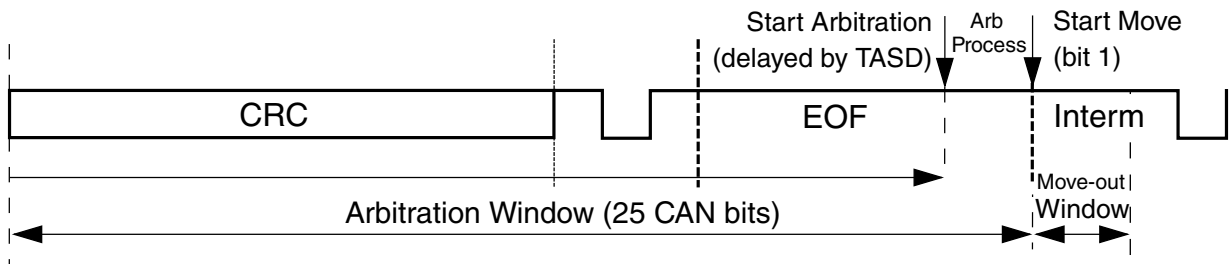 Start Arbitration
(delayed by TASD)
Arb
Process
Start Move
(bit 1)
CRC
EOF
Interm
Arbitration Window (25 CAN bits)
Move-out
Window